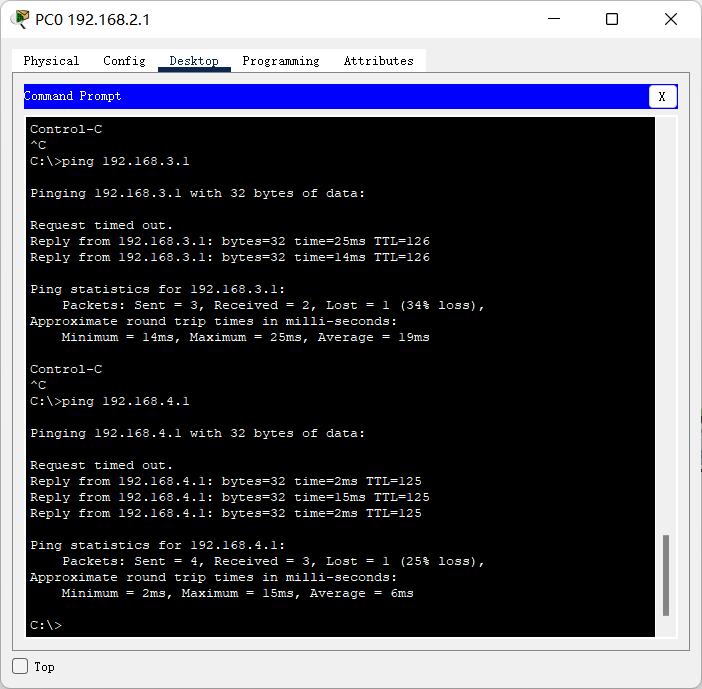 PC0 192.168.2.1
Physical Config Desktop Programming Attributes
Command Prompt X
Control-C
^C
C:\>ping 192.168.3.1
Pinging 192.168.3.1 with 32 bytes of data:
Request timed out.
Reply from 192.168.3.1: bytes=32 time=25ms TTL=126
Reply from 192.168.3.1: bytes=32 time=14ms TTL=126
Ping statistics for 192.168.3.1:
Packets: Sent = 3, Received = 2, Lost = 1 (34% loss),
Approximate round trip times in milli-seconds:
Minimum = 14ms, Maximum = 25ms, Average = 19ms
Control-C
^C
C:\>ping 192.168.4.1
Pinging 192.168.4.1 with 32 bytes of data:
Request timed out.
Reply from 192.168.4.1: bytes=32 time=2ms TTL=125
Reply from 192.168.4.1: bytes=32 time=15ms TTL=125
Reply from 192.168.4.1: bytes=32 time=2ms TTL=125
Ping statistics for 192.168.4.1:
Packets: Sent = 4, Received = 3, Lost = 1 (25% loss),
Approximate round trip times in milli-seconds:
Minimum = 2ms, Maximum = 15ms, Average = 6ms
C:\>
Top